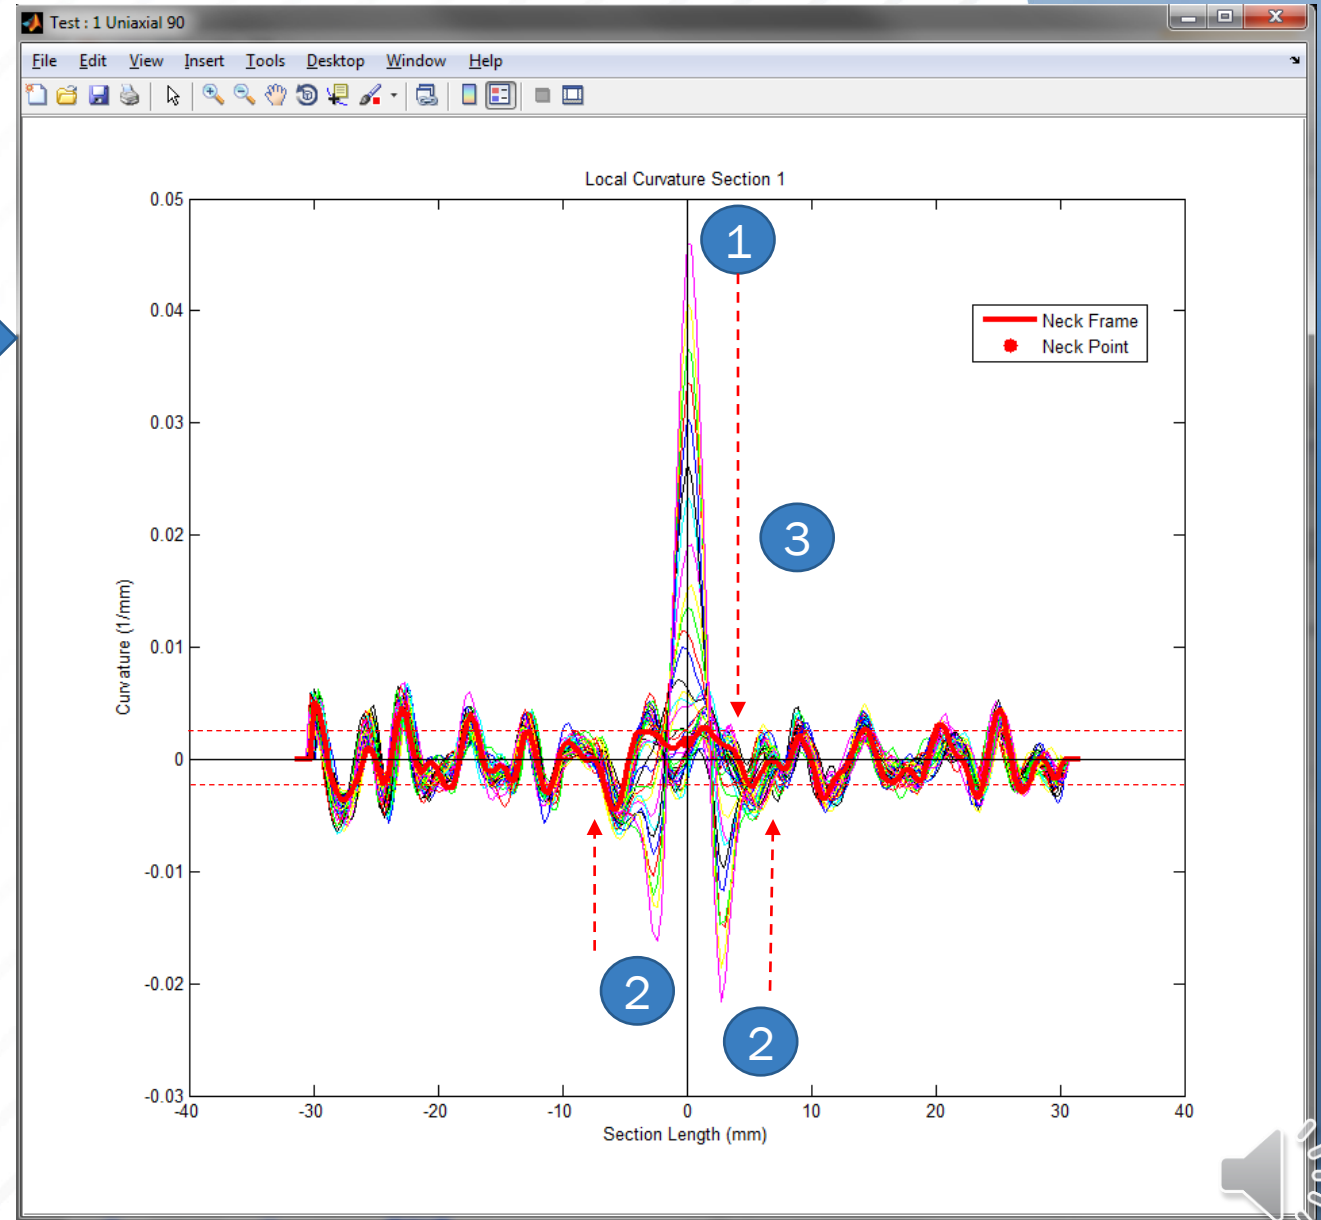 Test : 1 Uniaxial 90
File Edit View Insert Tools Desktop Window Help
Local Curvature Section 1
0.05
1
0.04
Neck Frame
Neck Point
0.03
0.02
3
Curvature (1/mm)
0.01
0
-0.01
-0.02
2
2
-0.03
-40 -30 -20 -10 0 10 20 30 40
Section Length (mm)